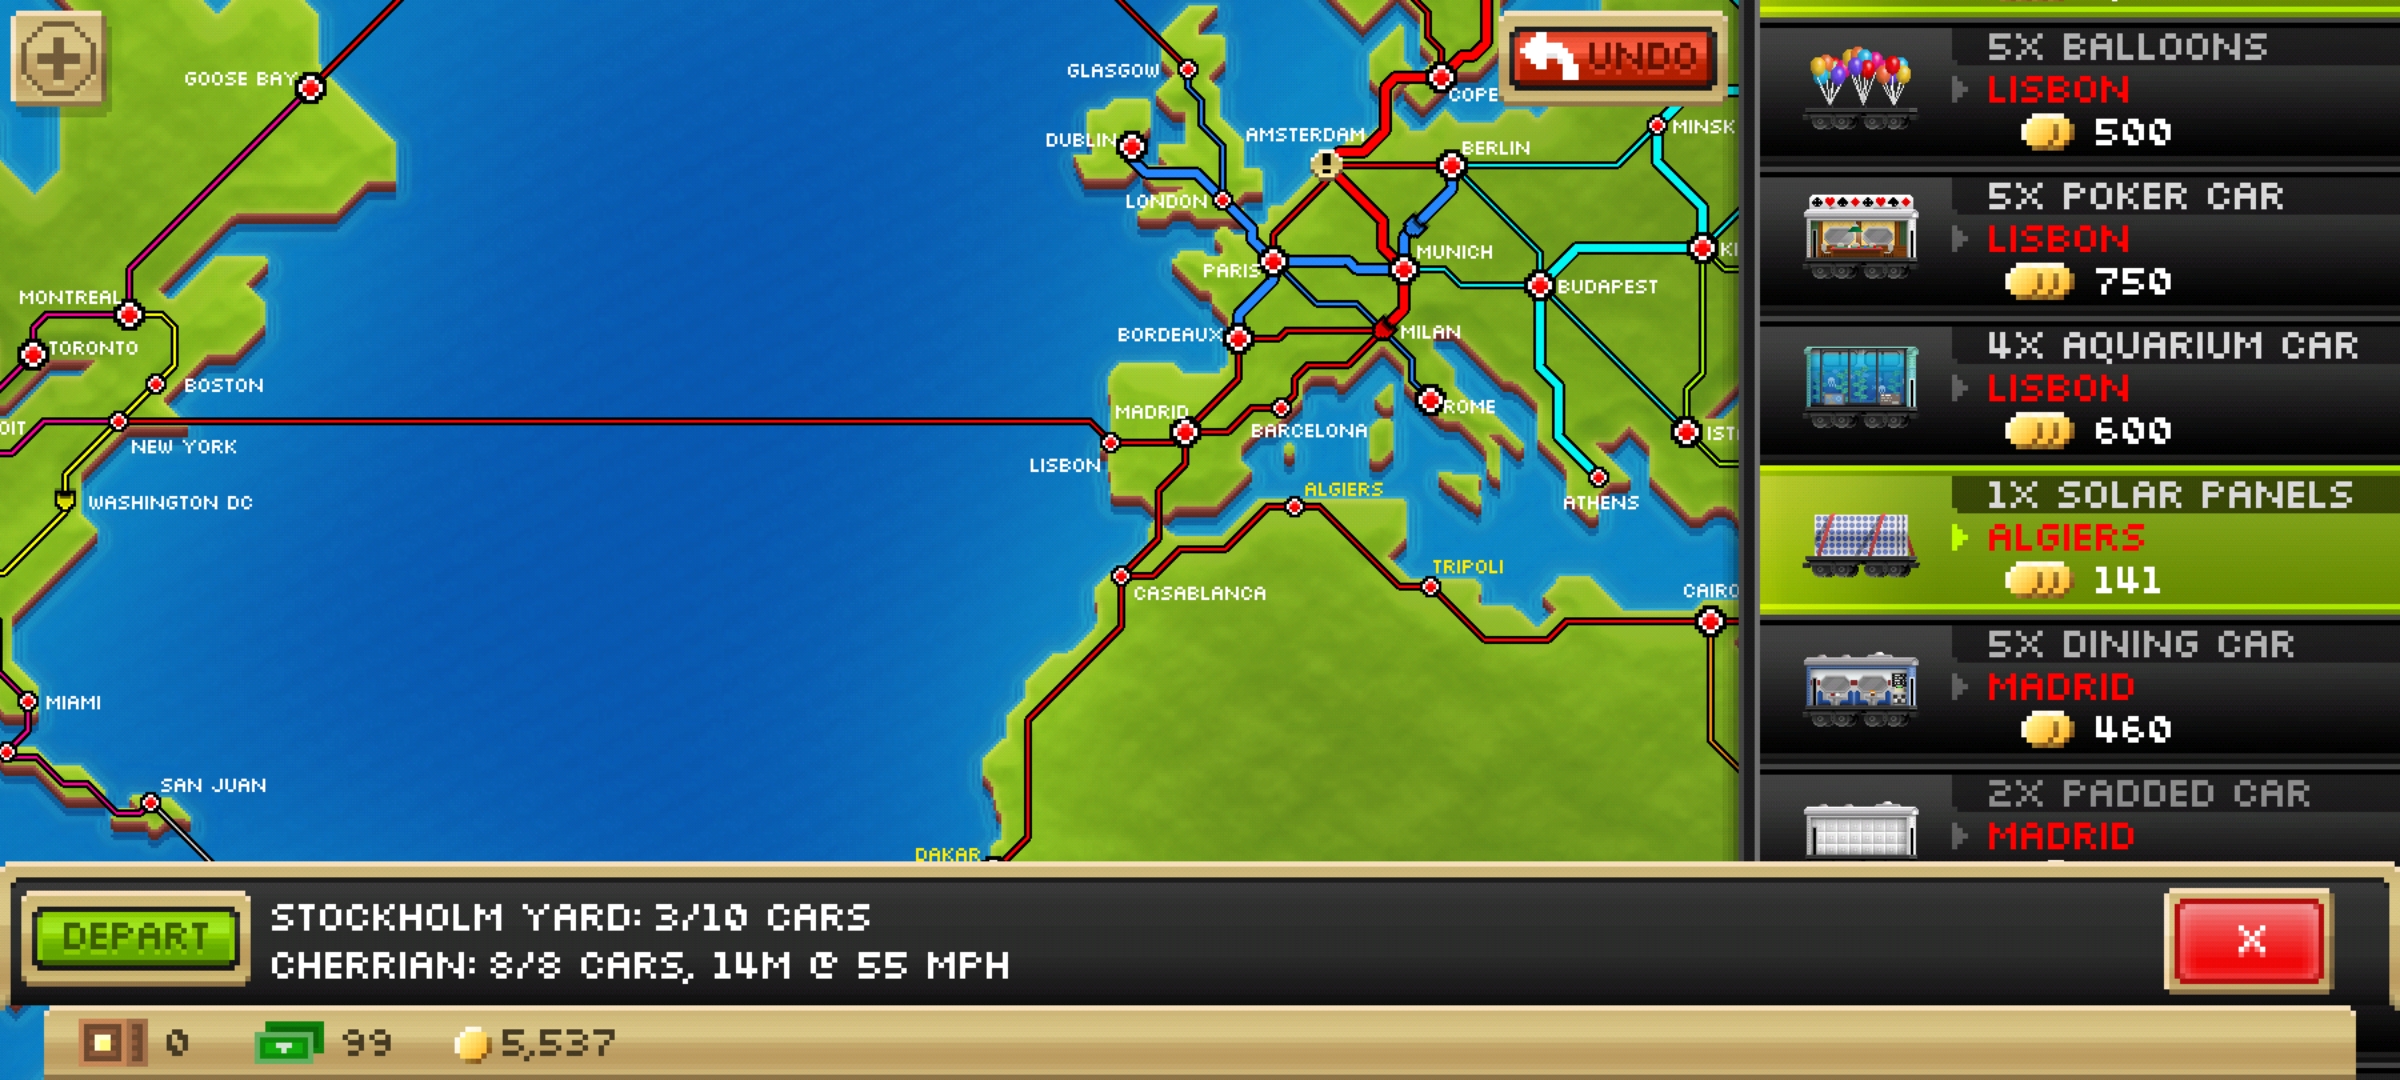 GOOSE BAY
GLASGOW
UNDO
COPE
DUBLIN
AMSTERDAM
BERLIN
MINSK
LONDON
MUNICH
PARIS
BUDAPEST
MONTREAL
BORDEAUX
MILAN
TORONTO
BOSTON
MADRID
ROME
OIT
NEW YORK
BARCELONA
IST
LISBON
WASHINGTON DC
ALGIERS
ATHENS
TRIPOLI
CASABLANCA
CAIRO
MIAMI
SAN JUAN
DAKAR
5X BALLOONS
LISBON
500
5X POKER CAR
LISBON
750
4X AQUARIUM CAR
LISBON
600
1X SOLAR PANELS
ALGIERS
141
5X DINING CAR
MADRID
460
2X PADDED CAR
MADRID
DEPART
STOCKHOLM YARD: 3/10 CARS
CHERRIAN: 8/8 CARS, 14M @ 55 MPH
X
0
99
5,537